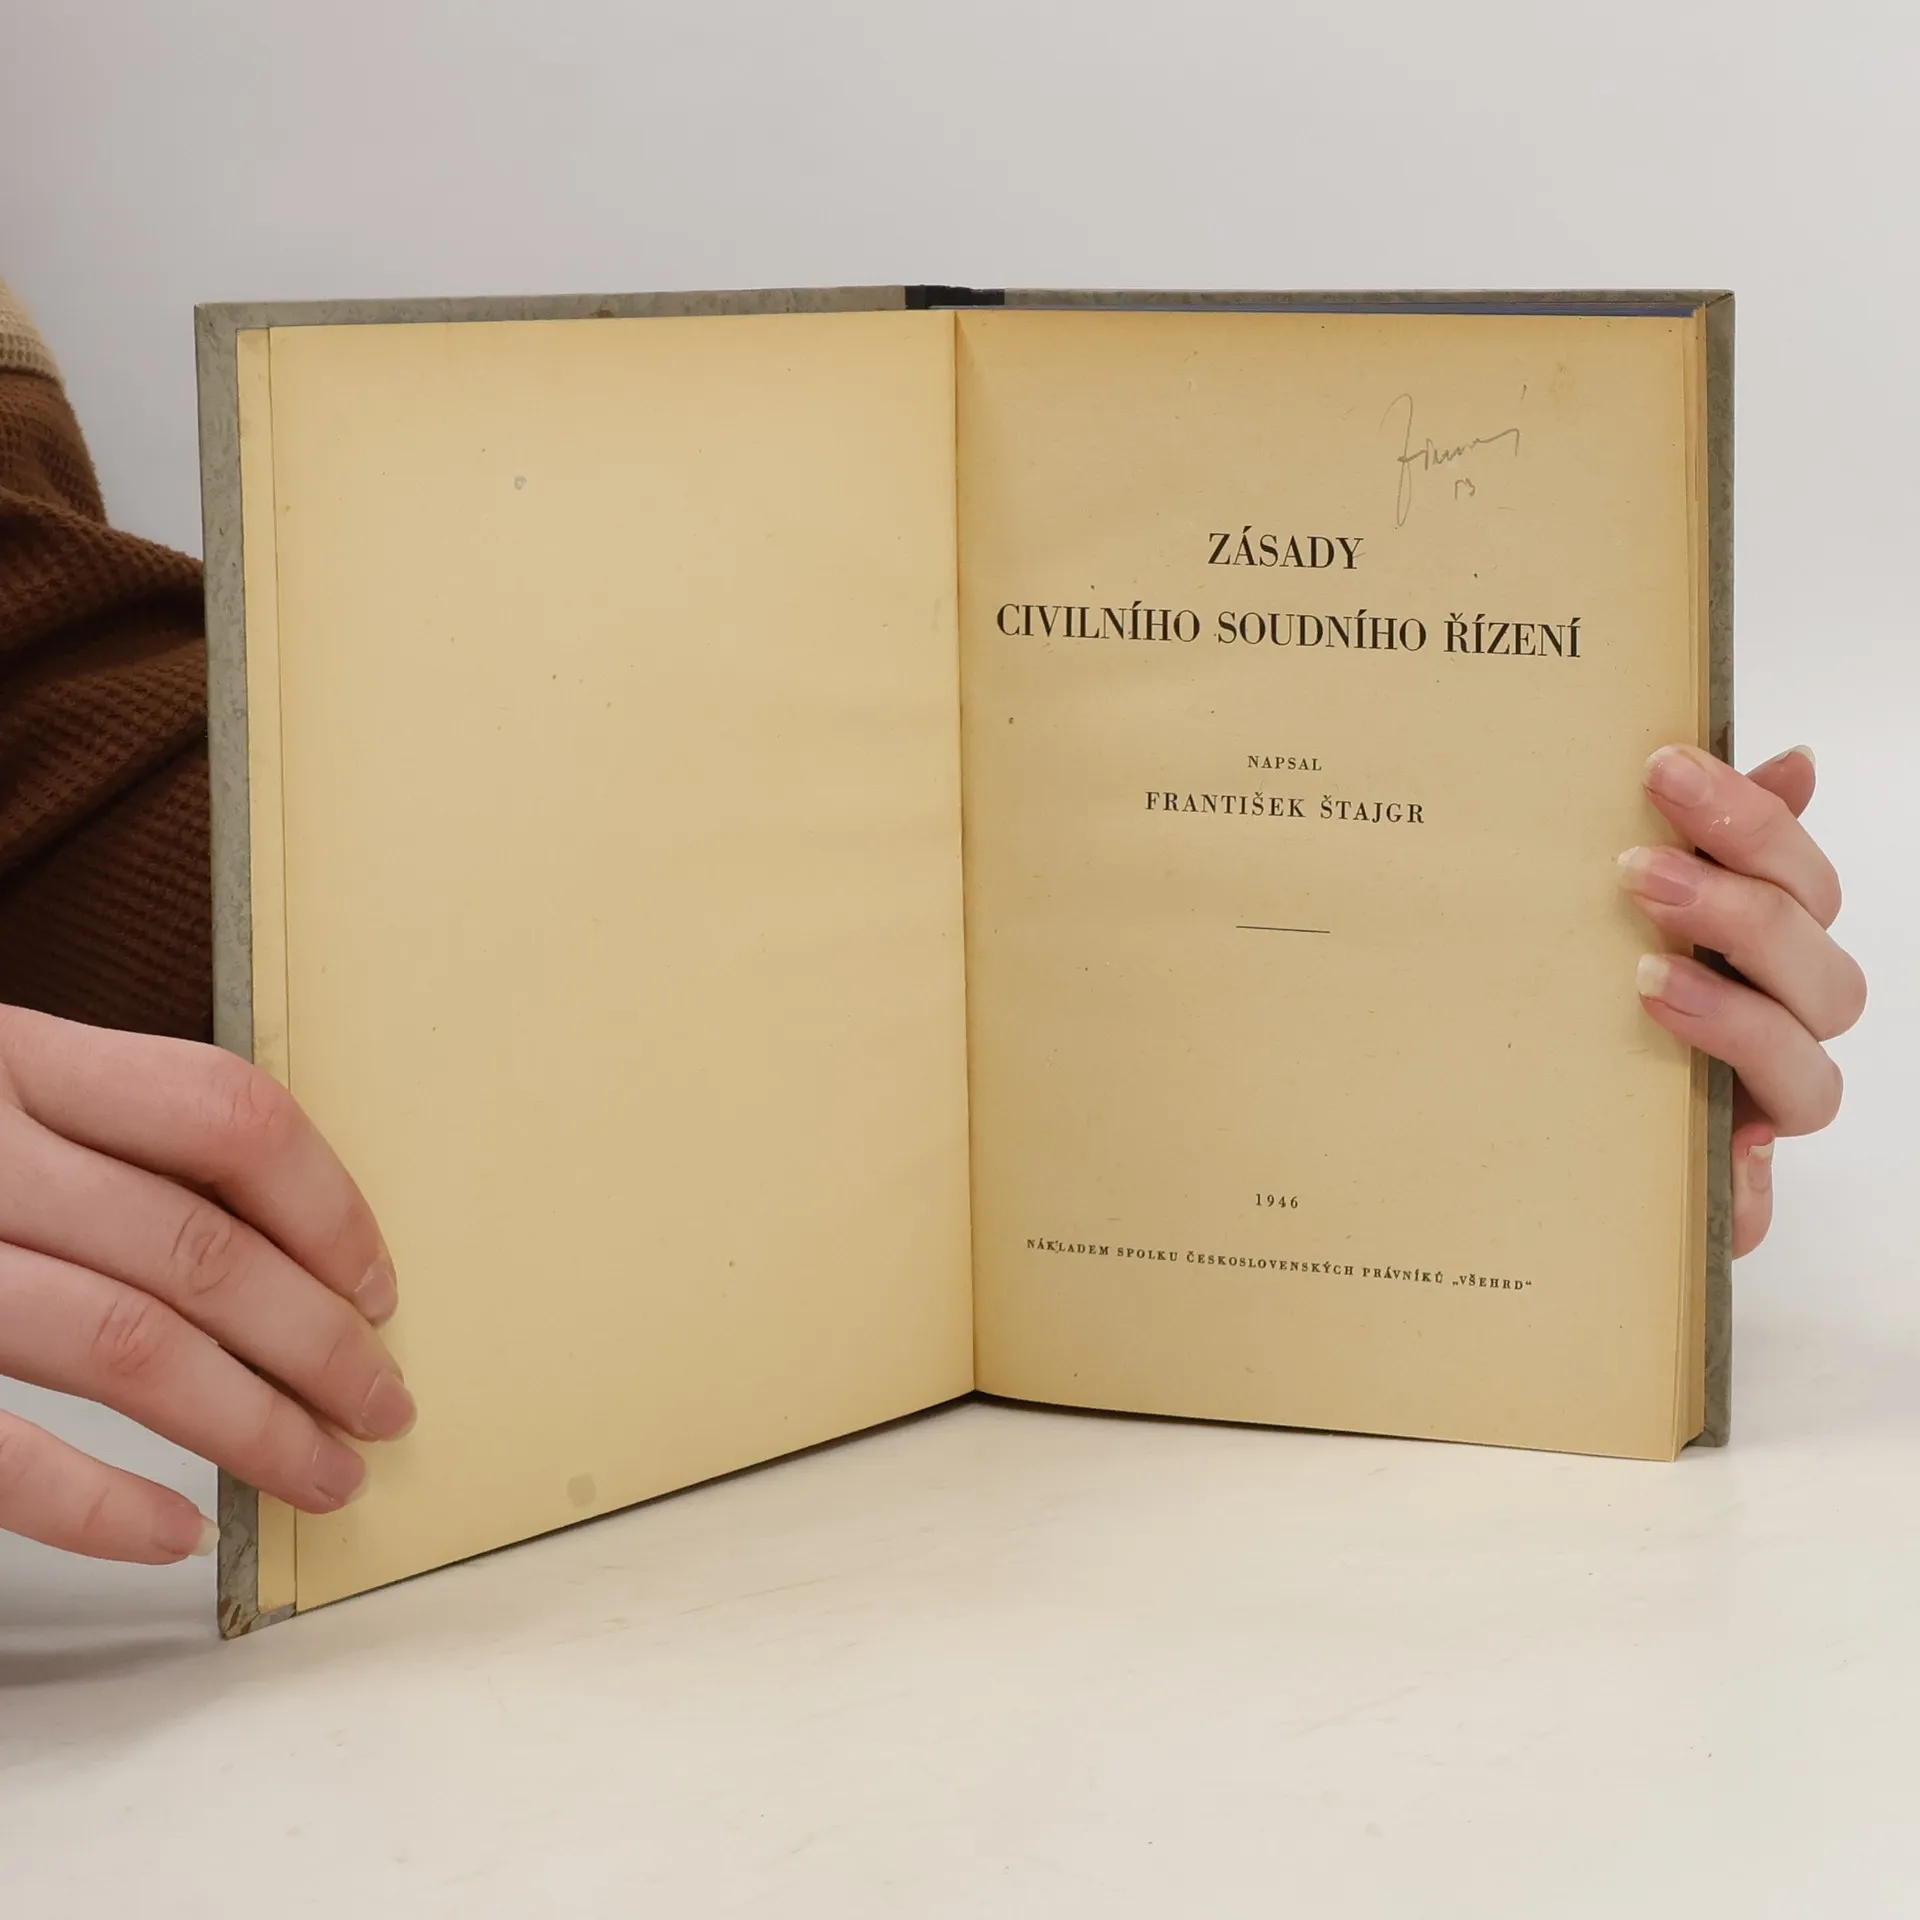 ZÁSADY
CIVILNÍHO SOUDNÍHO ŘÍZENÍ
NAPSAL
FRANTIŠEK ŠTAJGR
1946
NÁKLADEM SPOLKU ČESKOSLOVENSKÝCH PRÁVNÍKŮ „VŠEHRD“